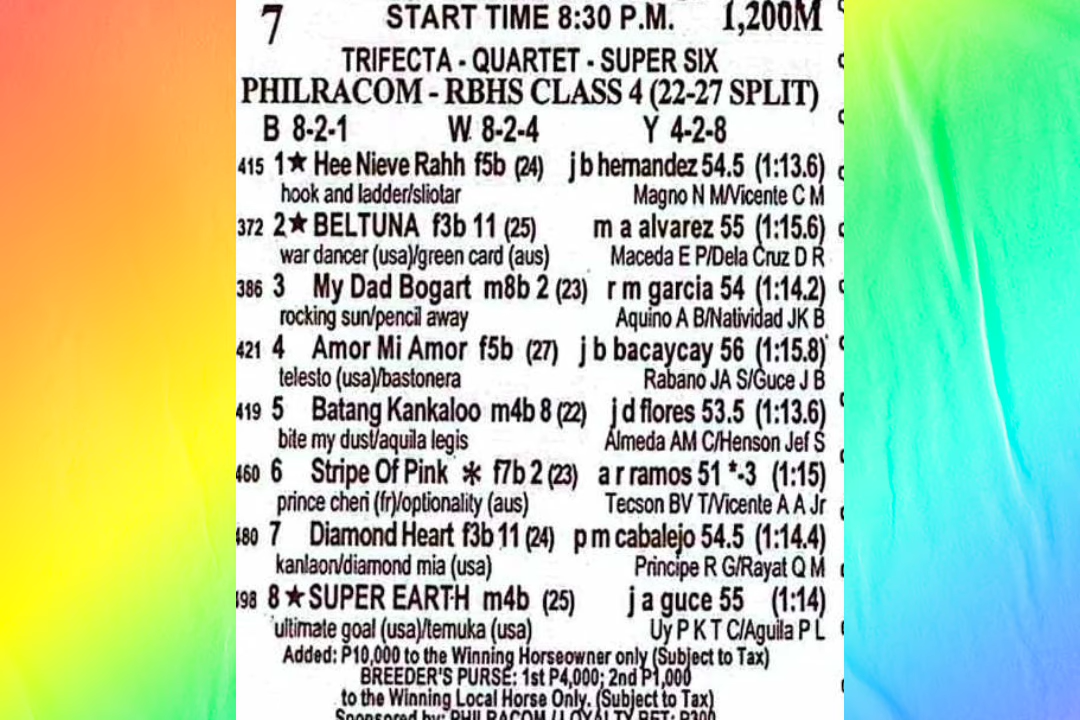 7 START TIME 8:30 P.M. 1,200M
TRIFECTA - QUARTET - SUPER SIX
PHILRACOM - RBHS CLASS 4 (22-27 SPLIT)
B 8-2-1 W 8-2-4 Y 4-2-8
415 1★ Hee Nieve Rahh f5b (24) j b hernandez 54.5 (1:13.6)
hook and ladder/sliotar Magno N M/Vicente C M
372 2★ BELTUNA f3b 11 (25) m a alvarez 55 (1:15.6)
war dancer (usa)/green card (aus) Maceda E P/Dela Cruz D R
386 3 My Dad Bogart m8b 2 (23) r m garcia 54 (1:14.2)
rocking sun/pencil away Aquino A B/Natividad JK B
421 4 Amor Mi Amor f5b (27) j b bacaycay 56 (1:15.8)
telesto (usa)/bastonera Rabano JA S/Guce J B
419 5 Batang Kankaloo m4b 8 (22) j d flores 53.5 (1:13.6)
bite my dust/aquila legis Almeda AM C/Henson Jef S
460 6 Stripe Of Pink * f7b 2 (23) a r ramos 51 *-3 (1:15)
prince cheri (fr)/optionality (aus) Tecson BV T/Vicente A A Jr
480 7 Diamond Heart f3b 11 (24) p m cabalejo 54.5 (1:14.4)
kanlaon/diamond mia (usa) Principe R G/Rayat Q M
498 8★ SUPER EARTH m4b (25) j a guce 55 (1:14)
ultimate goal (usa)/temuka (usa) Uy P K T C/Aguila P L
Added: P10,000 to the Winning Horseowner only (Subject to Tax)
BREEDER'S PURSE: 1st P4,000; 2nd P1,000
to the Winning Local Horse Only. (Subject to Tax)
Sponsored by: PHILRACOM / LOYALTY BET: P300